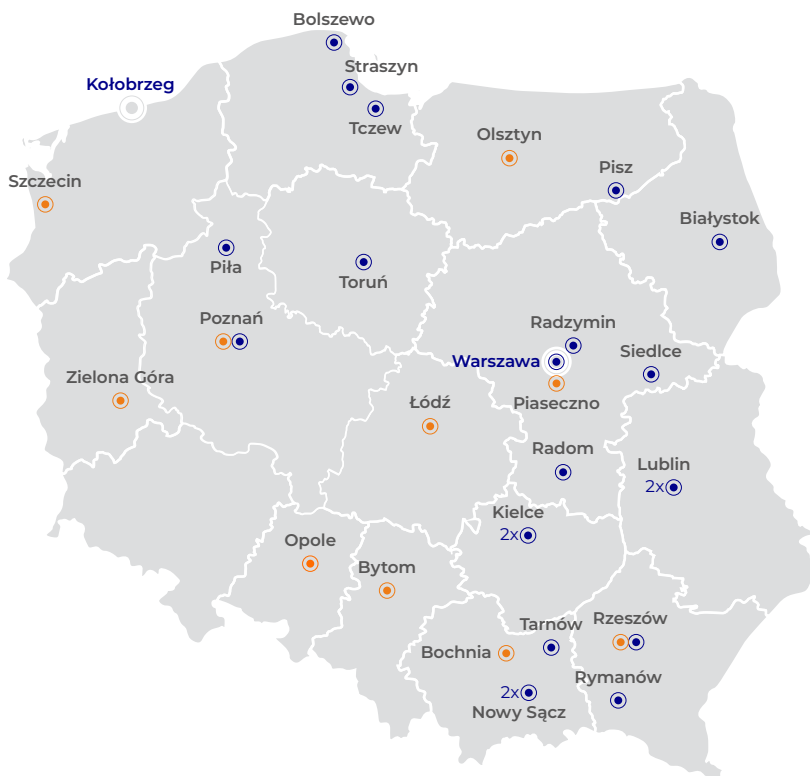 Bolszewo
Straszyn
Kołobrzeg
Tczew
Olsztyn
Pisz
Szczecin
Białystok
Piła
Toruń
Poznań
Radzymin
Warszawa
Siedlce
Zielona Góra
Piaseczno
Łódź
Radom
Lublin
2x
Kielce
2x
Opole
Bytom
Rzeszów
Tarnów
Bochnia
Rymanów
2x
Nowy Sącz